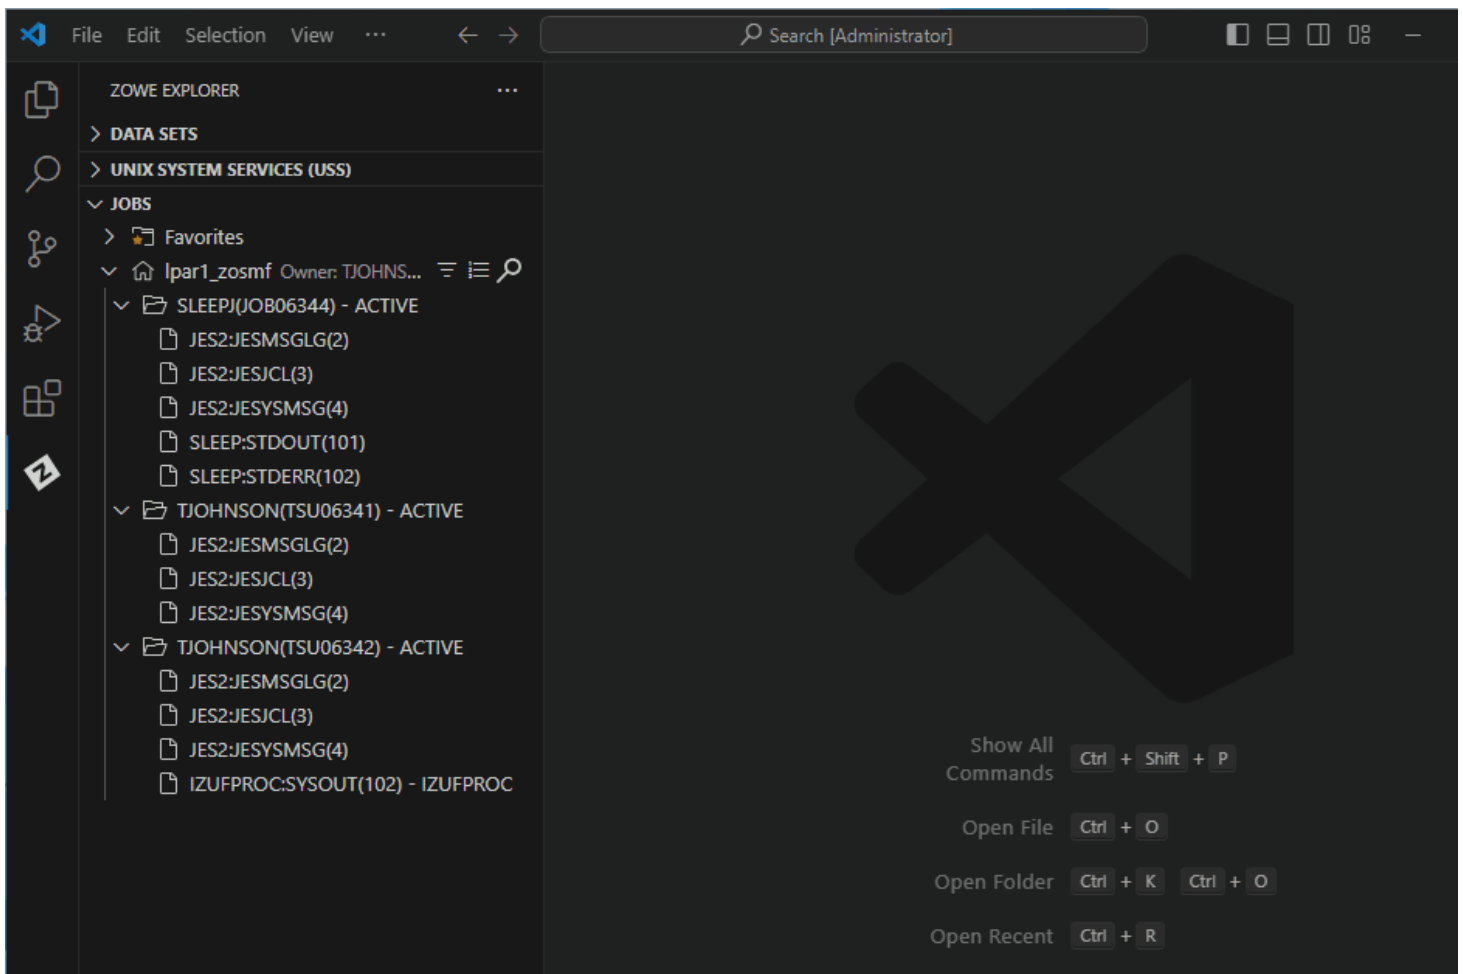 File Edit Selection View ··· ← → Search [Administrator]
ZOWE EXPLORER ···
DATA SETS
UNIX SYSTEM SERVICES (USS)
JOBS
Favorites
lpar1_zosmf Owner: TJOHNS...
SLEEPJ(JOB06344) - ACTIVE
JES2:JESMSGLG(2)
JES2:JESJCL(3)
JES2:JESYSMSG(4)
SLEEP:STDOUT(101)
SLEEP:STDERR(102)
TJOHNSON(TSU06341) - ACTIVE
JES2:JESMSGLG(2)
JES2:JESJCL(3)
JES2:JESYSMSG(4)
TJOHNSON(TSU06342) - ACTIVE
JES2:JESMSGLG(2)
JES2:JESJCL(3)
JES2:JESYSMSG(4)
IZUFPROC:SYSOUT(102) - IZUFPROC
Show All
Commands Ctrl + Shift + P
Open File Ctrl + O
Open Folder Ctrl + K Ctrl + O
Open Recent Ctrl + R